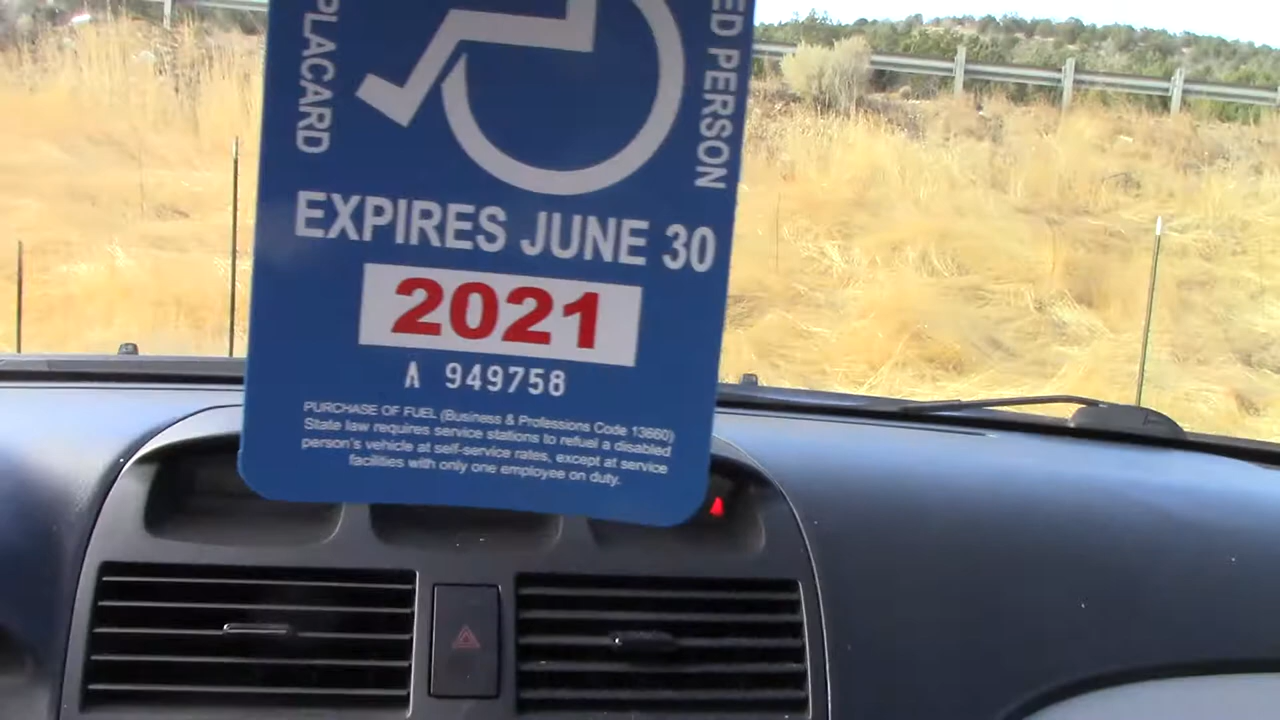 PLACARD
ED PERSON
EXPIRES JUNE 30
2021
A 949758
PURCHASE OF FUEL (Business & Professions Code 13660)
State law requires service stations to refuel a disabled
person's vehicle at self-service rates, except at service
facilities with only one employee on duty.